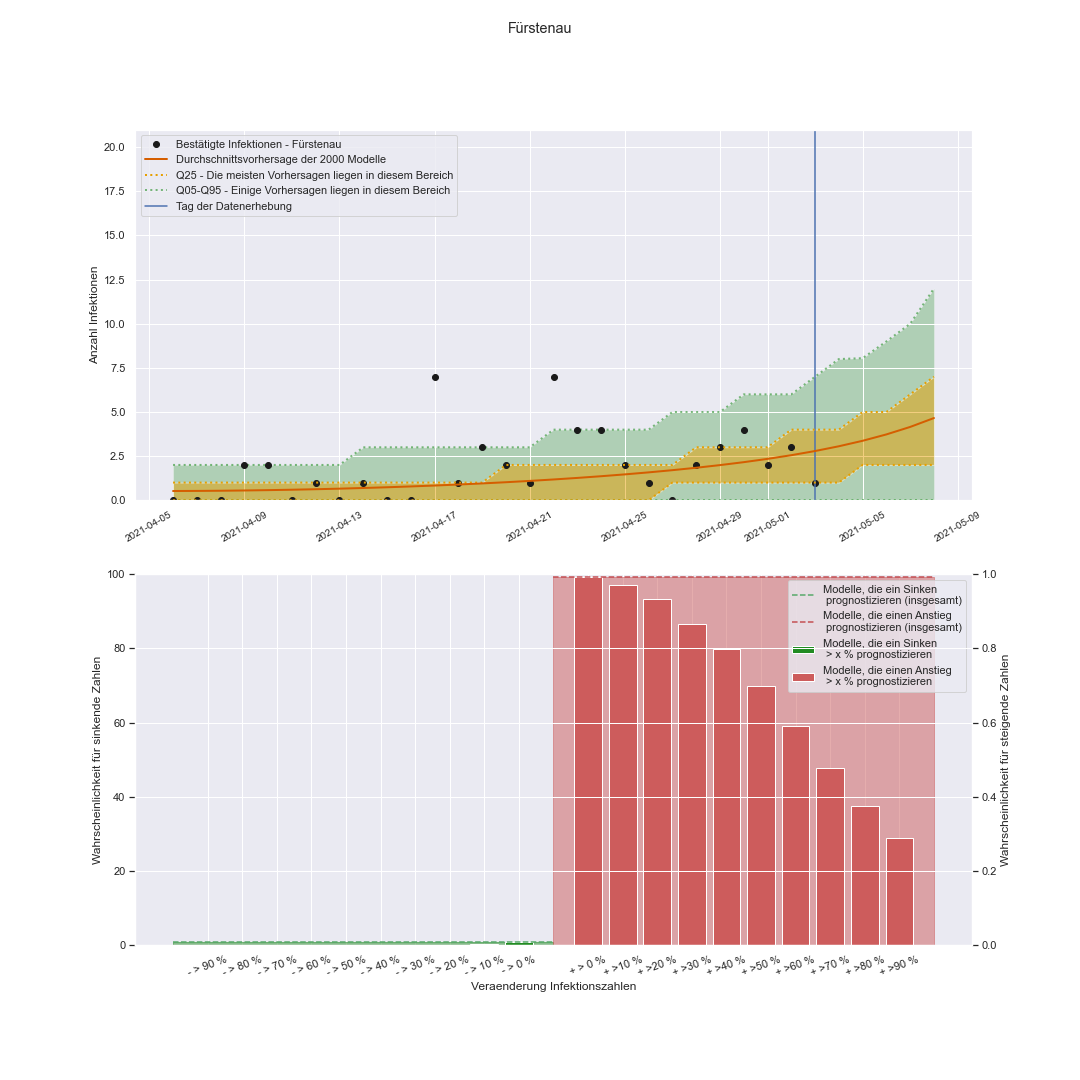 Fürstenau
Bestätigte Infektionen - Fürstenau
Durchschnittsvorhersage der 2000 Modelle
Q25 - Die meisten Vorhersagen liegen in diesem Bereich
Q05-Q95 - Einige Vorhersagen liegen in diesem Bereich
Tag der Datenerhebung
Anzahl Infektionen
20.0
17.5
15.0
12.5
10.0
7.5
5.0
2.5
0.0
2021-04-05
2021-04-09
2021-04-13
2021-04-17
2021-04-21
2021-04-25
2021-04-29
2021-05-01
2021-05-05
2021-05-09
Wahrscheinlichkeit für sinkende Zahlen
100
80
60
40
20
0
Modelle, die ein Sinken
prognostizieren (insgesamt)
Modelle, die einen Anstieg
prognostizieren (insgesamt)
Modelle, die ein Sinken
> x % prognostizieren
Modelle, die einen Anstieg
> x % prognostizieren
1.0
0.8
0.6
0.4
0.2
0.0
Wahrscheinlichkeit für steigende Zahlen
- > 90 %
- > 80 %
- > 70 %
- > 60 %
- > 50 %
- > 40 %
- > 30 %
- > 20 %
- > 10 %
- > 0 %
+ > 0 %
+ >10 %
+ >20 %
+ >30 %
+ >40 %
+ >50 %
+ >60 %
+ >70 %
+ >80 %
+ >90 %
Veraenderung Infektionszahlen